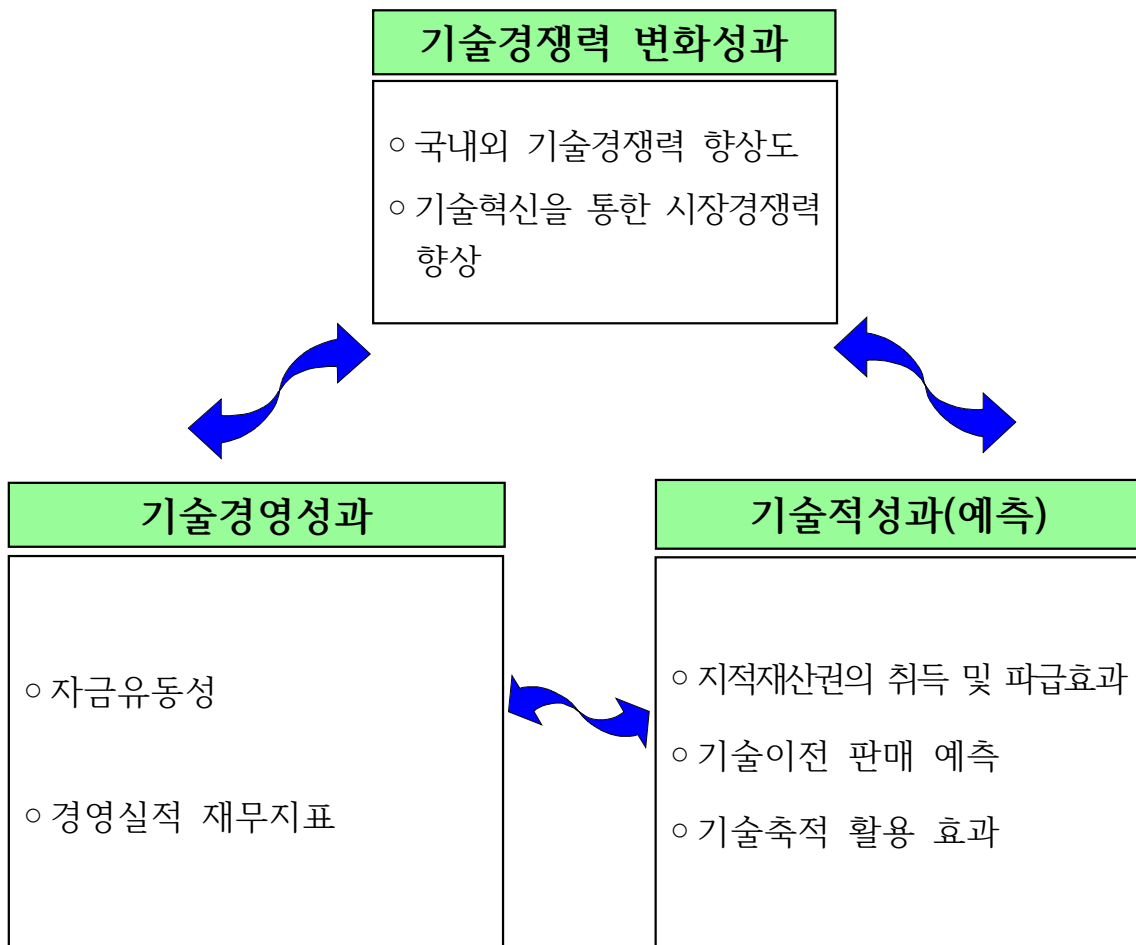 기술경쟁력 변화성과
○ 국내외 기술경쟁력 향상도
○ 기술혁신을 통한 시장경쟁력
향상
기술경영성과
○ 자금유동성
○ 경영실적 재무지표
기술적성과(예측)
○ 지적재산권의 취득 및 파급효과
○ 기술이전 판매 예측
○ 기술축적 활용 효과